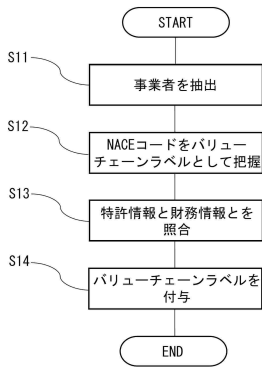 START
S11
事業者を抽出
S12
NACEコードをバリュー
チェーンラベルとして把握
S13
特許情報と財務情報とを
照合
S14
バリューチェーンラベルを
付与
END